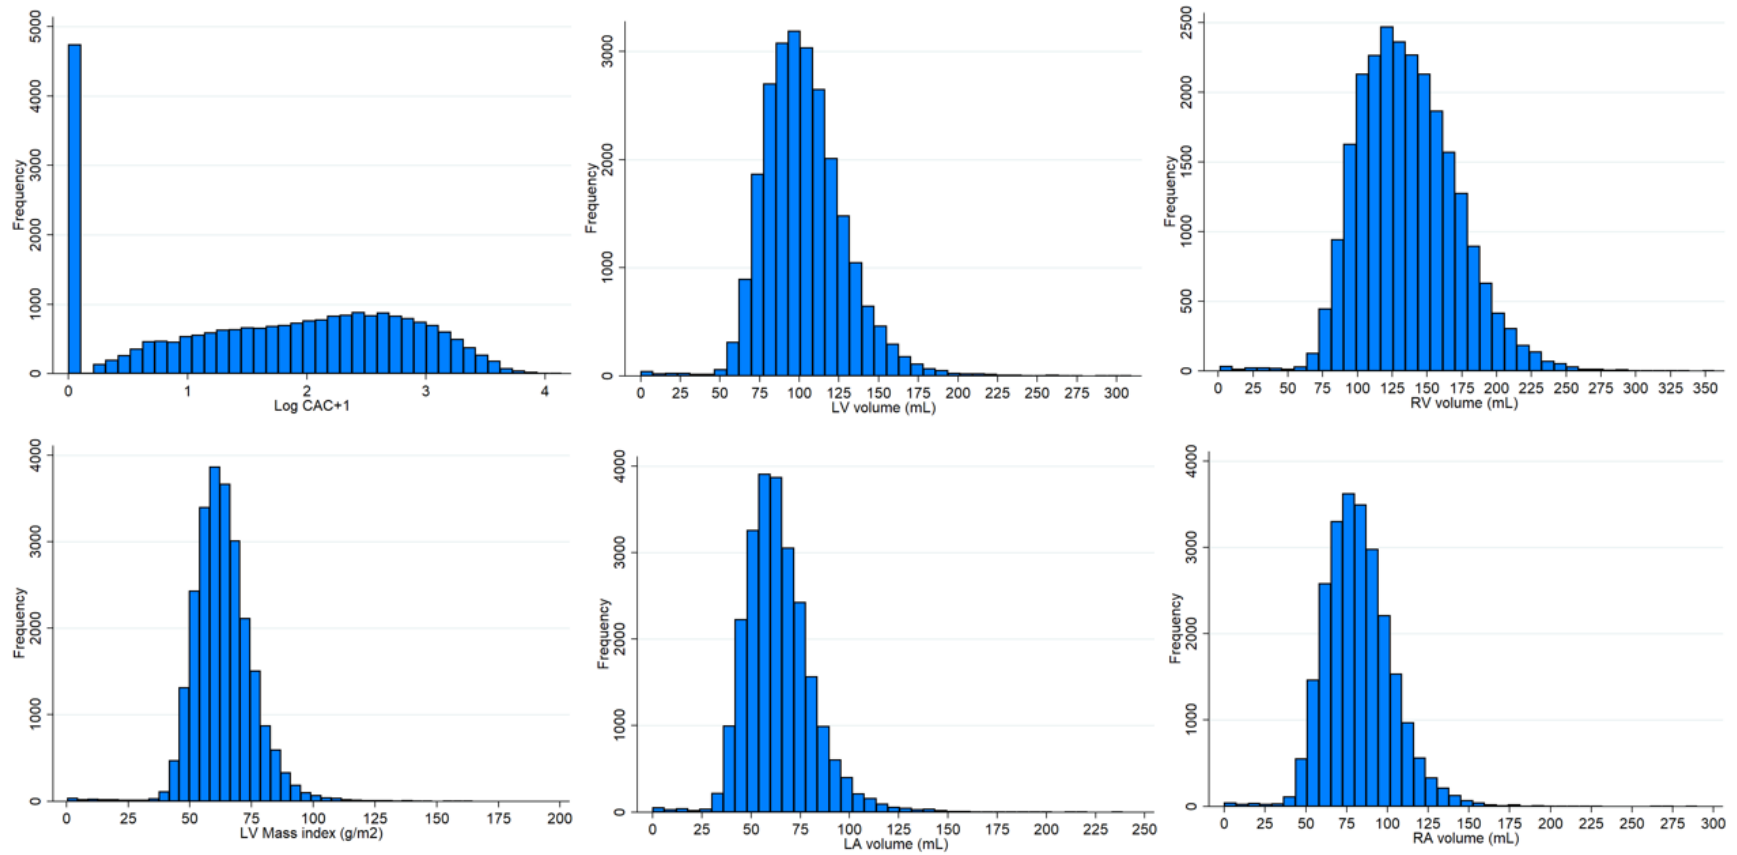 Frequency
0 1000 2000 3000 4000 5000
0 1 2 3 4
Log CAC+1
Frequency
0 1000 2000 3000
0 25 50 75 100 125 150 175 200 225 250 275 300
LV volume (mL)
Frequency
0 500 1000 1500 2000 2500
0 25 50 75 100 125 150 175 200 225 250 275 300 325 350
RV volume (mL)
Frequency
0 1000 2000 3000 4000
0 25 50 75 100 125 150 175 200
LV Mass index (g/m2)
Frequency
0 1000 2000 3000 4000
0 25 50 75 100 125 150 175 200 225 250
LA volume (mL)
Frequency
0 1000 2000 3000 4000
0 25 50 75 100 125 150 175 200 225 250 275 300
RA volume (mL)